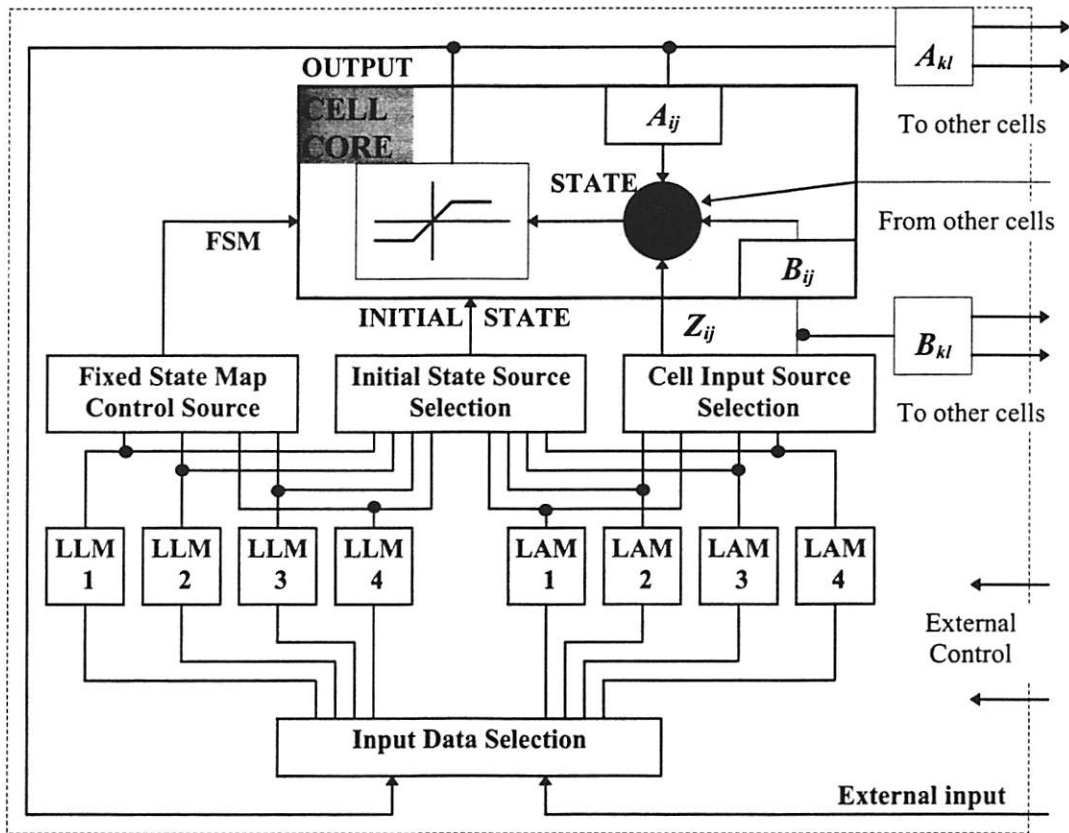 A_kl
OUTPUT
CELL
CORE
A_ij
To other cells
STATE
From other cells
FSM
B_ij
INITIAL STATE
Z_ij
B_kl
Fixed State Map
Control Source
Initial State Source
Selection
Cell Input Source
Selection
To other cells
LLM
1
LLM
2
LLM
3
LLM
4
LAM
1
LAM
2
LAM
3
LAM
4
External
Control
Input Data Selection
External input